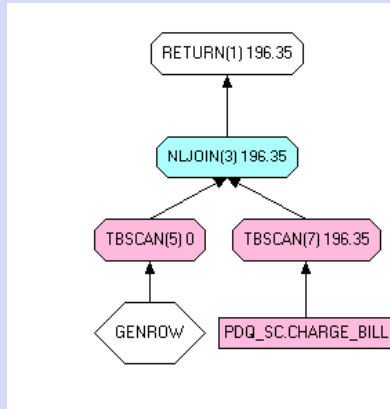 RETURN(1) 196.35
NLJOIN(3) 196.35
TBSCAN(5) 0
TBSCAN(7) 196.35
GENROW
PDQ_SC.CHARGE_BILL